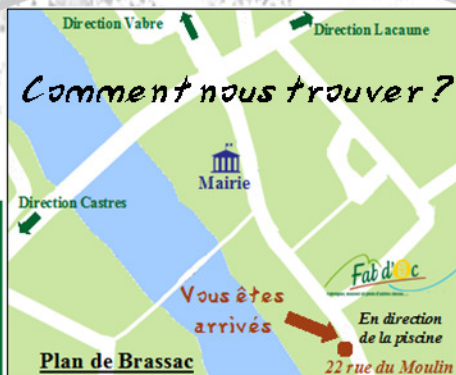 Direction Vabre
Direction Lacaune
Comment nous trouver ?
Mairie
Direction Castres
Fab d'Oc
Vous êtes
arrivés
En direction
de la piscine
Plan de Brassac
22 rue du Moulin